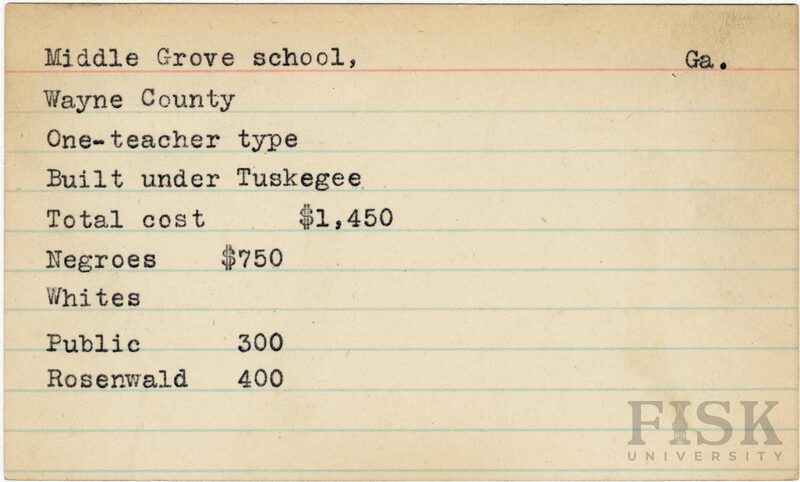 Middle Grove school, Ga.
Wayne County
One-teacher type
Built under Tuskegee
Total cost $1,450
Negroes $750
Whites
Public 300
Rosenwald 400
FISK
UNIVERSITY